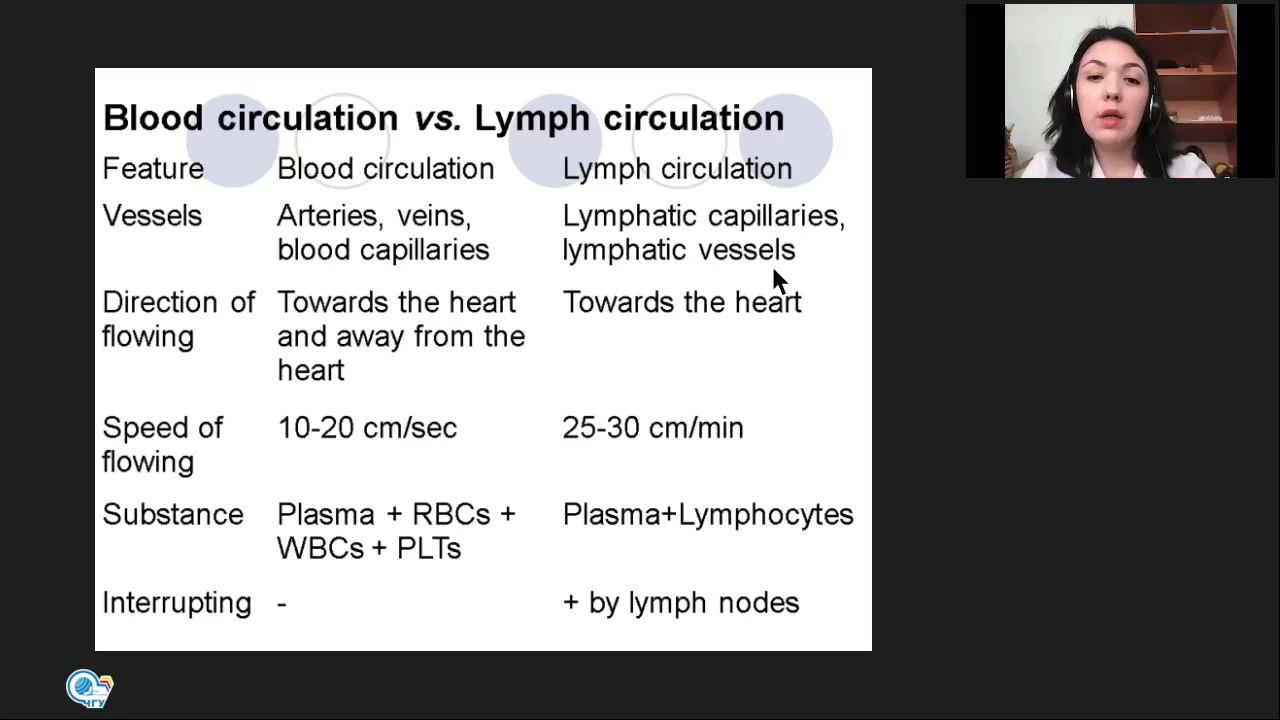 Blood circulation vs. Lymph circulation
Feature Blood circulation Lymph circulation
Vessels Arteries, veins, Lymphatic capillaries,
blood capillaries lymphatic vessels
Direction of Towards the heart Towards the heart
flowing and away from the
heart
Speed of 10-20 cm/sec 25-30 cm/min
flowing
Substance Plasma + RBCs + Plasma+Lymphocytes
WBCs + PLTs
Interrupting - + by lymph nodes
ЧГУ